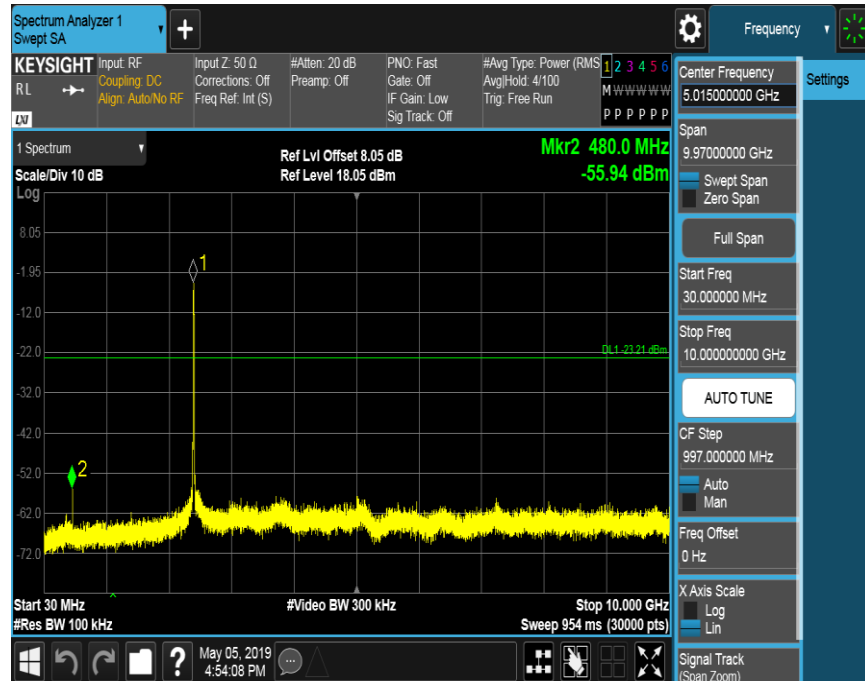 Spectrum Analyzer 1
Swept SA
+
Frequency
KEYSIGHT
RL
LXI
Input: RF
Coupling: DC
Align: Auto/No RF
Input Z: 50 Ω
Corrections: Off
Freq Ref: Int (S)
#Atten: 20 dB
Preamp: Off
PNO: Fast
Gate: Off
IF Gain: Low
Sig Track: Off
#Avg Type: Power (RMS
Avg|Hold: 4/100
Trig: Free Run
1 2 3 4 5 6
M W W W W W
P P P P P P
1 Spectrum
Scale/Div 10 dB
Log
Ref Lvl Offset 8.05 dB
Ref Level 18.05 dBm
Mkr2 480.0 MHz
-55.94 dBm
8.05
-1.95
-12.0
-22.0
-32.0
-42.0
-52.0
-62.0
-72.0
1
2
DL1 -23.21 dBm
Start 30 MHz
#Res BW 100 kHz
#Video BW 300 kHz
Stop 10.000 GHz
Sweep 954 ms (30000 pts)
?
May 05, 2019
4:54:08 PM
Center Frequency
5.015000000 GHz
Span
9.97000000 GHz
Swept Span
Zero Span
Full Span
Start Freq
30.000000 MHz
Stop Freq
10.000000000 GHz
AUTO TUNE
CF Step
997.000000 MHz
Auto
Man
Freq Offset
0 Hz
X Axis Scale
Log
Lin
Signal Track
(Span Zoom)
Settings